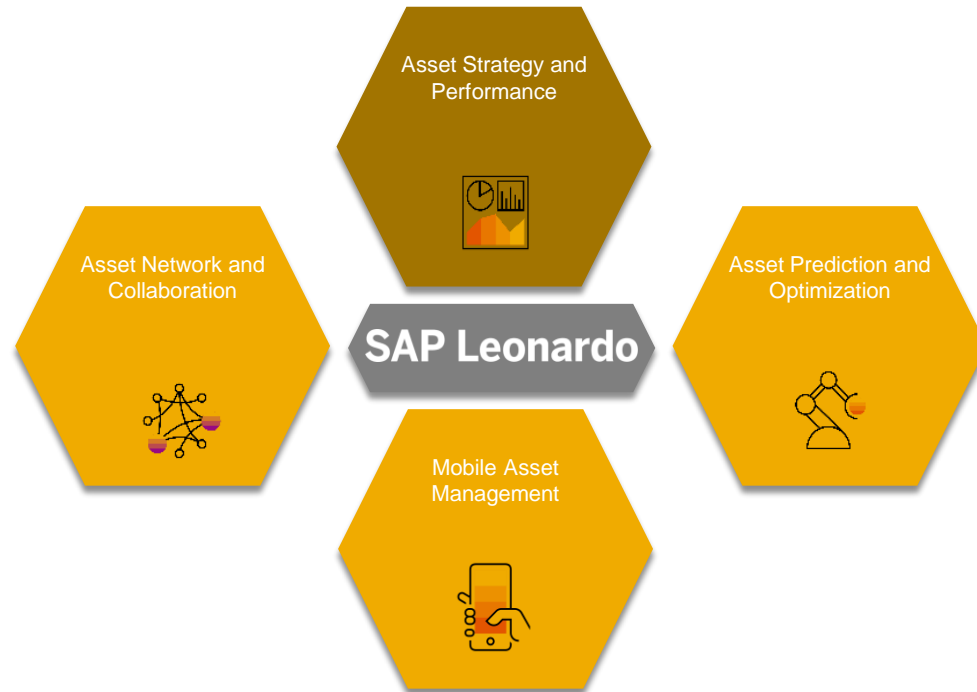 Asset Strategy and
Performance
Asset Network and
Collaboration
Asset Prediction and
Optimization
SAP Leonardo
Mobile Asset
Management